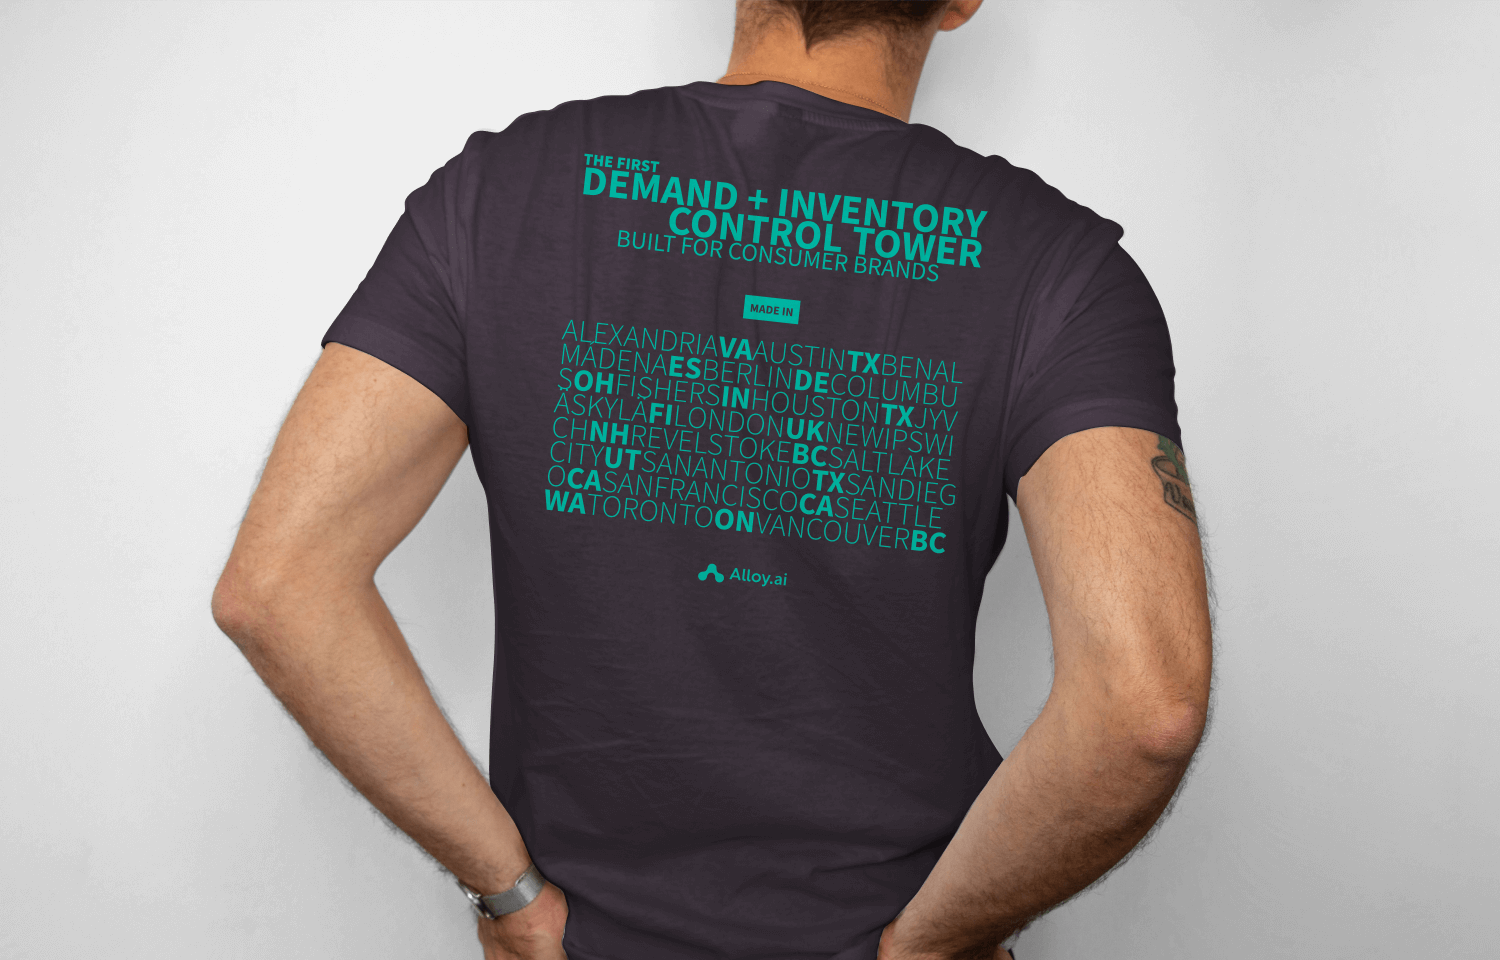 THE FIRST
DEMAND + INVENTORY
CONTROL TOWER
BUILT FOR CONSUMER BRANDS
MADE IN
ALEXANDRIAVAAUSTINTXBENAL
MÁDENAESBERLINDECOLUMBU
SOHFISHERSINHOUSTONTXJYV
ÄSKYLÄFILONDONUKNEWIPSWI
CHNHREVELSTOKEBCSALTLAKE
CITYUTSANANTONIOTXSANDIEG
OCASANFRANCISCOCASEATTLE
WATORONTOONVANCOUVERBC
Alloy.ai